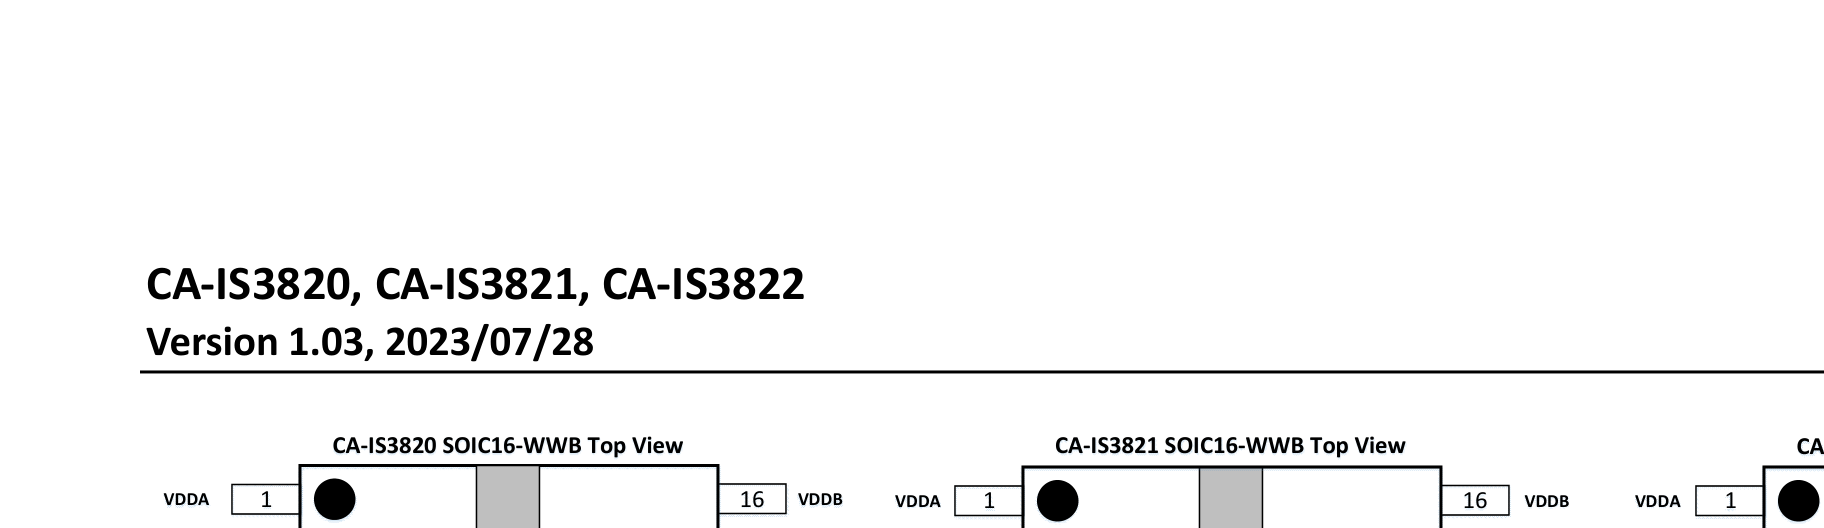 CA-IS3820, CA-IS3821, CA-IS3822
Version 1.03, 2023/07/28
CA-IS3820 SOIC16-WWB Top View
CA-IS3821 SOIC16-WWB Top View
CA
VDDA 1 16 VDDB
VDDA 1 16 VDDB
VDDA 1